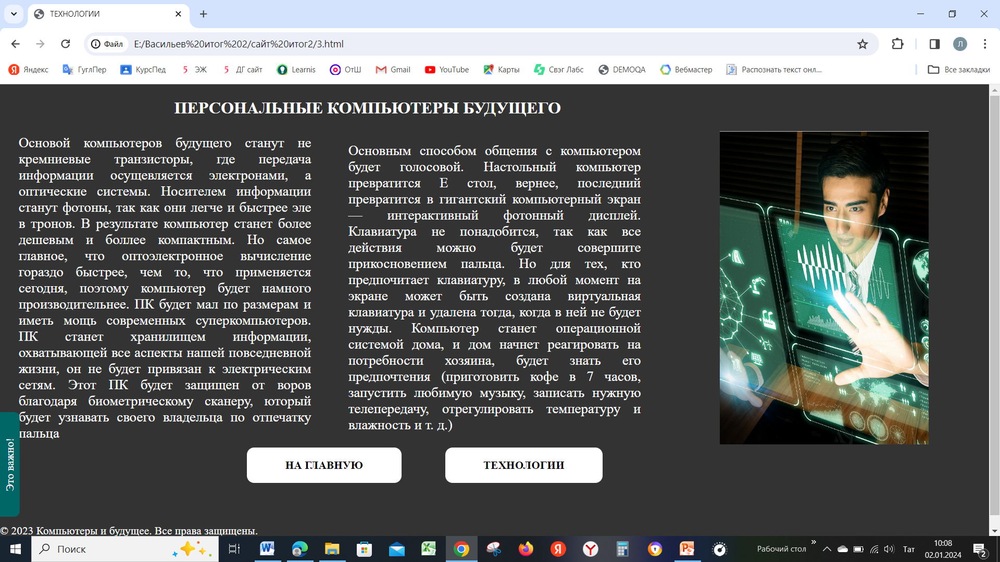 ТЕХНОЛОГИИ
Файл
E:/Васильев%20итог%202/сайт%20итог2/3.html
Яндекс
ГуглПер
КурсПед
ЭЖ
ДГ сайт
Learnis
ОтШ
Gmail
YouTube
Карты
Свэг Лабс
DEMOQA
Вебмастер
Распознать текст онл...
Все закладки
ПЕРСОНАЛЬНЫЕ КОМПЬЮТЕРЫ БУДУЩЕГО
Основой компьютеров будущего станут не
кремниевые транзисторы, где передача
информации осущевляется электронами, а
оптические системы. Носителем информации
станут фотоны, так как они легче и быстрее эле
в тронов. В результате компьютер станет более
дешевым и боллее компактным. Но самое
главное, что оптоэлектронное вычисление
гораздо быстрее, чем то, что применяется
сегодня, поэтому компьютер будет намного
производительнее. ПК будет мал по размерам и
иметь мощь современных суперкомпьютеров.
ПК станет хранилищем информации,
охватывающей все аспекты нашей повседневной
жизни, он не будет привязан к электрическим
сетям. Этот ПК будет защищен от воров
благодаря биометрическому сканеру, юторый
будет узнавать своего владельца по отпечатку
пальца
Основным способом общения с компьютером
будет голосовой. Настольный компьютер
превратится Е стол, вернее, последний
превратится в гигантский компьютерный экран
— интерактивный фотонный дисплей.
Клавиатура не понадобится, так как все
действия можно будет совершите
прикосновением пальца. Но для тех, кто
предпочитает клавиатуру, в любой момент на
экране может быть создана виртуальная
клавиатура и удалена тогда, когда в ней не будет
нужды. Компьютер станет операционной
системой дома, и дом начнет реагировать на
потребности хозяина, будет знать его
предпочтения (приготовить кофе в 7 часов,
запустить любимую музыку, записать нужную
телепередачу, отрегулировать температуру и
влажность и т. д.)
Это важно!
НА ГЛАВНУЮ
ТЕХНОЛОГИИ
© 2023 Компьютеры и будущее. Все права защищены.
Поиск
Рабочий стол
Тат
10:08
02.01.2024
2